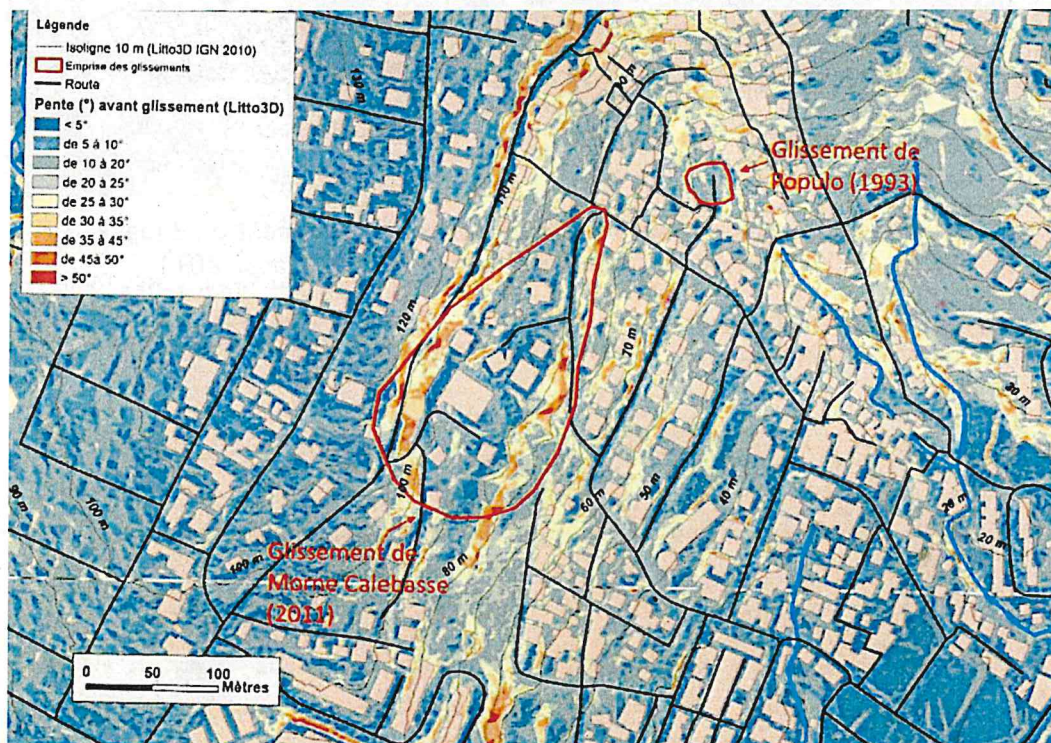 Légende
Isoligne 10 m (Litto3D IGN 2010)
Emprise des glissements
Route
Pente (°) avant glissement (Litto3D)
< 5°
de 5 à 10°
de 10 à 20°
de 20 à 25°
de 25 à 30°
de 30 à 35°
de 35 à 45°
de 45à 50°
> 50°
130 m
Glissement de
Populo (1993)
110 m
120 m
70 m
30 m
100 m
90 m
100 m
50 m
40 m
60 m
20 m
20 m
100 m
80 m
Glissement de
Morne Calebasse
(2011)
0 50 100
Mètres